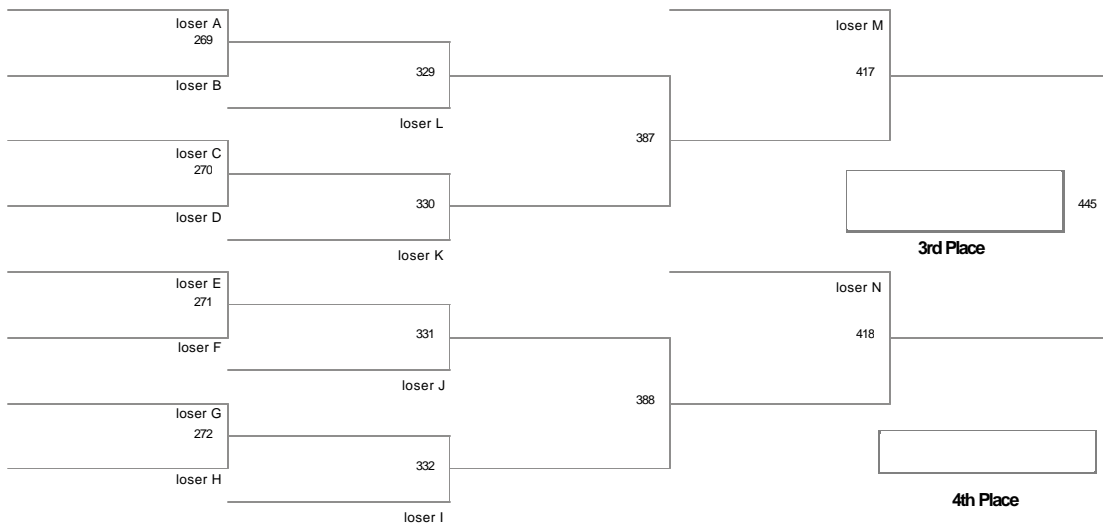 loser A
269
loser B
329
loser L
loser C
270
loser D
330
loser K
387
loser M
417
445
3rd Place
loser E
271
loser F
331
loser J
loser G
272
loser H
332
loser I
388
loser N
418
4th Place